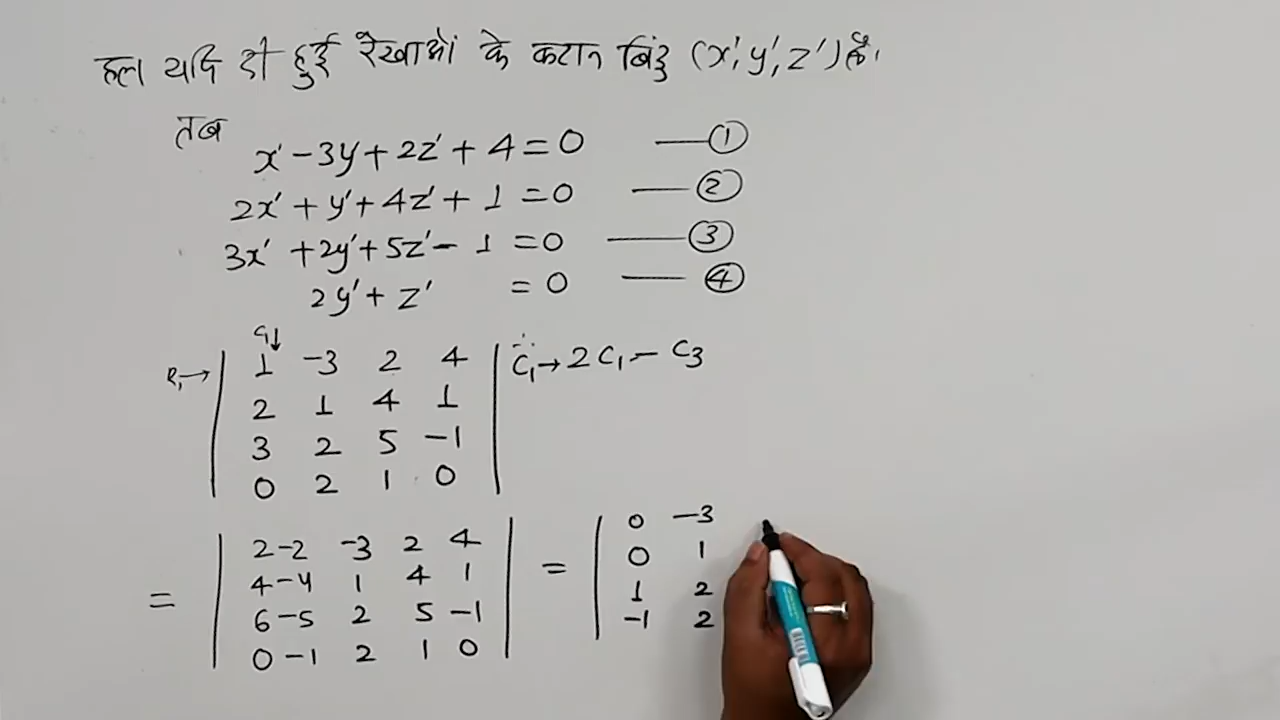 हल यदि दी हुई रेखाओं के कटान बिंदु (x', y', z') है।
तब
x' - 3y' + 2z' + 4 = 0 —— ①
2x' + y' + 4z' + 1 = 0 —— ②
3x' + 2y' + 5z' - 1 = 0 —— ③
2y' + z' = 0 —— ④
C₁↓
R₁→ | 1 -3 2 4 | ∴ C₁→2C₁ - C₃
| 2 1 4 1 |
| 3 2 5 -1 |
| 0 2 1 0 |
= | 2-2 -3 2 4 | = | 0 -3
| 4-4 1 4 1 | | 0 1
| 6-5 2 5 -1 | | 1 2
| 0-1 2 1 0 | | -1 2